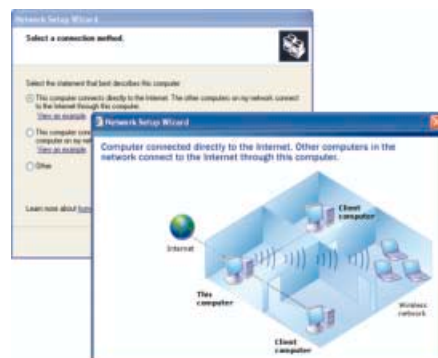 Network Setup Wizard
Select a connection method.
Select the statement that best describes this computer:
This computer connects directly to the Internet. The other computers on my network connect
to the Internet through this computer.
View an example.
This computer
computer on my
View an example.
Other
Learn more about
Network Setup Wizard
Computer connected directly to the Internet. Other computers in the
network connect to the Internet through this computer.
Client
computer
Internet
This
computer
Wireless
network
Client
computer